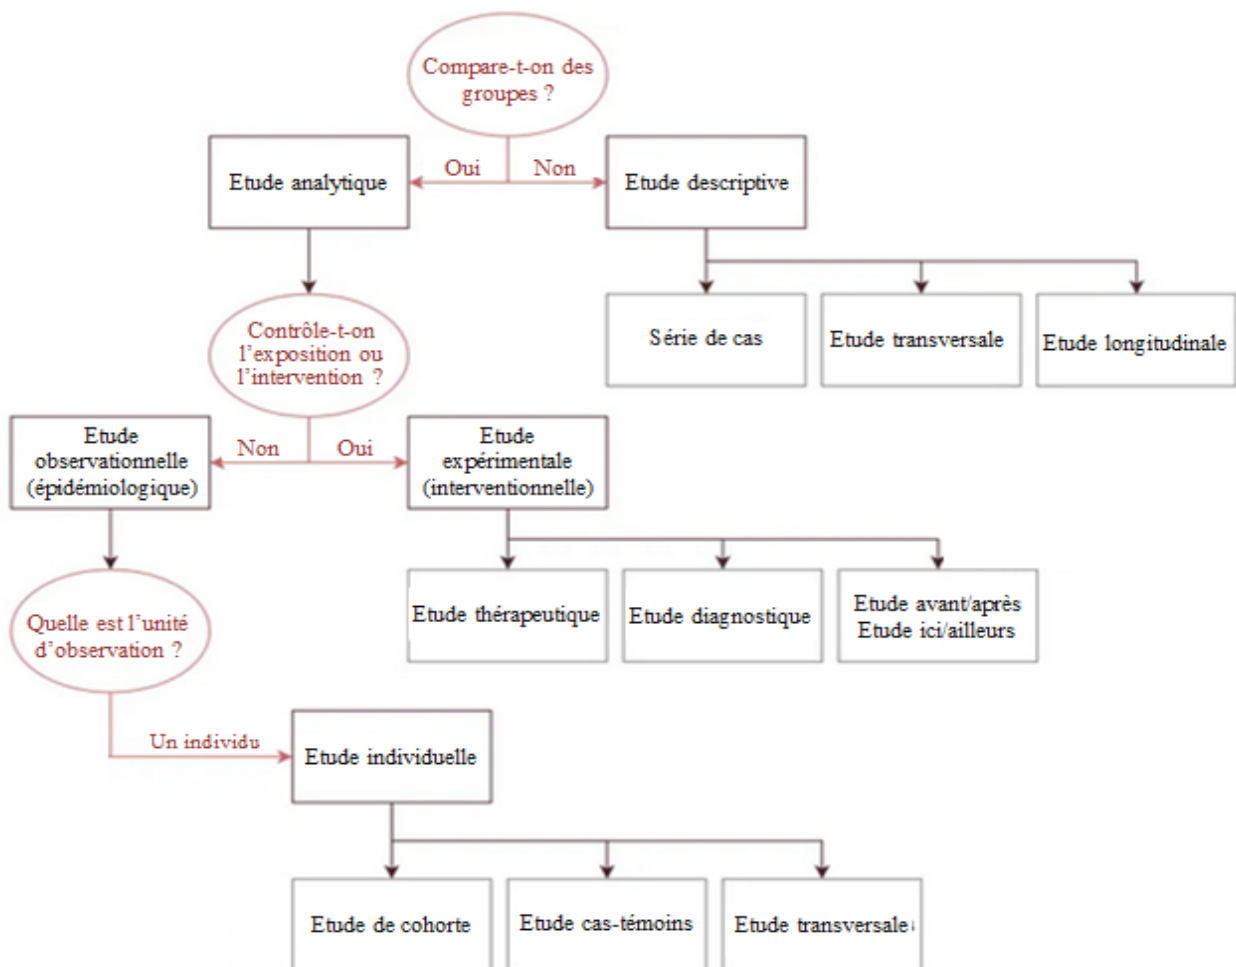 Compare-t-on des
groupes ?
Oui
Non
Etude analytique
Etude descriptive
Contrôle-t-on
l'exposition ou
l'intervention ?
Série de cas
Etude transversale
Etude longitudinale
Etude
observationnelle
(épidémiologique)
Non
Oui
Etude
expérimentale
(interventionnelle)
Quelle est l'unité
d'observation ?
Etude thérapeutique
Etude diagnostique
Etude avant/après
Etude ici/ailleurs
Un individu
Etude individuelle
Etude de cohorte
Etude cas-témoins
Etude transversale